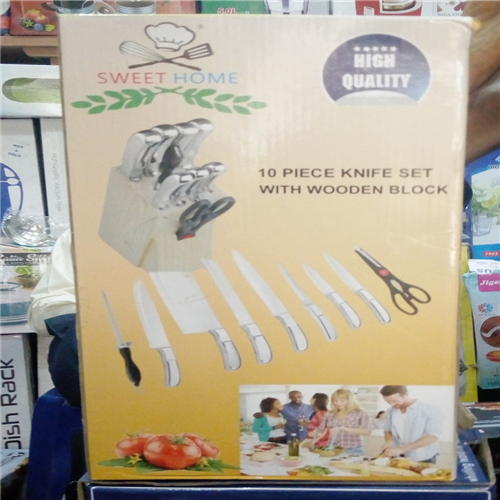 SWEET HOME
HIGH
QUALITY
10 PIECE KNIFE SET
WITH WOODEN BLOCK
Dish Rack